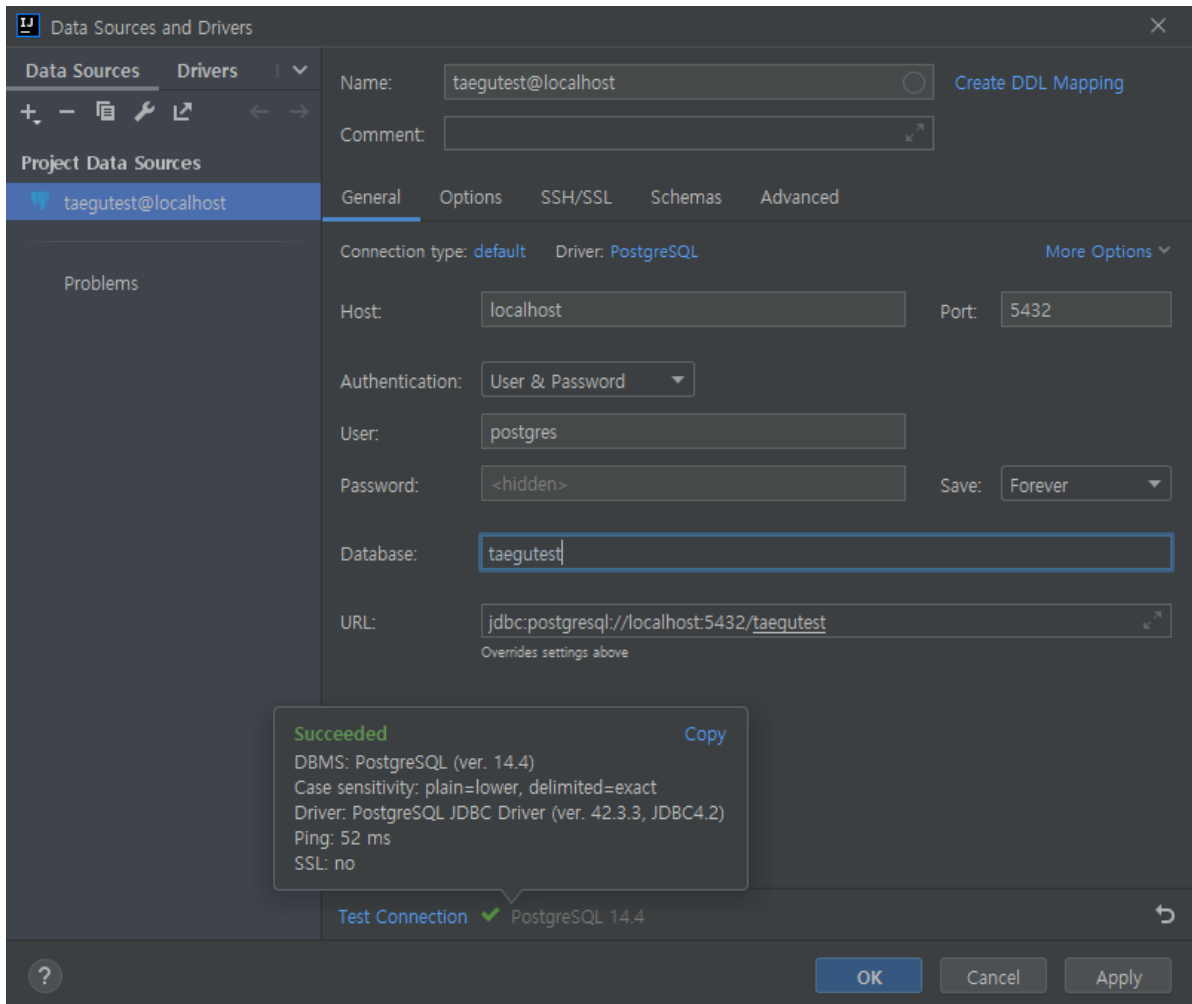 Data Sources and Drivers
Data Sources Drivers
Project Data Sources
taegutest@localhost
Problems
Name: taegutest@localhost Create DDL Mapping
Comment:
General Options SSH/SSL Schemas Advanced
Connection type: default Driver: PostgreSQL More Options
Host: localhost Port: 5432
Authentication: User & Password
User: postgres
Password: <hidden> Save: Forever
Database: taegutest
URL: jdbc:postgresql://localhost:5432/taegutest
Overrides settings above
Succeeded Copy
DBMS: PostgreSQL (ver. 14.4)
Case sensitivity: plain=lower, delimited=exact
Driver: PostgreSQL JDBC Driver (ver. 42.3.3, JDBC4.2)
Ping: 52 ms
SSL: no
Test Connection PostgreSQL 14.4
? OK Cancel Apply